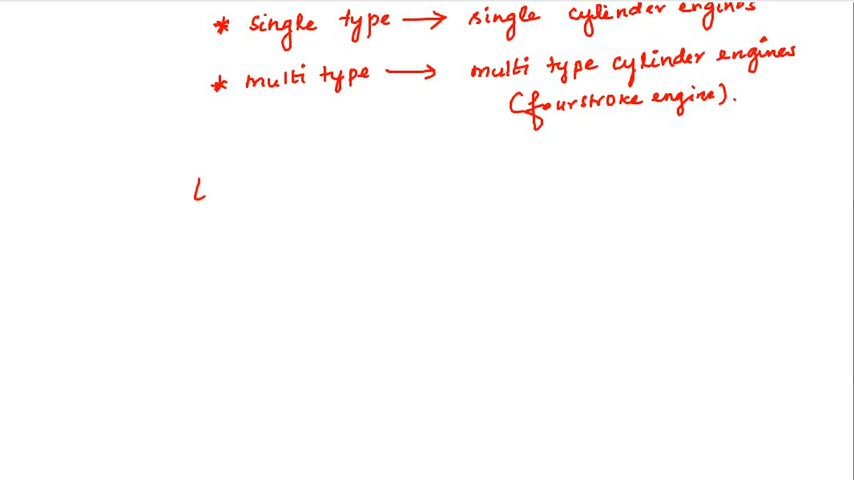 * single type → single cylinder engines
* multi type → multi type cylinder engines
(fourstroke engine).
L